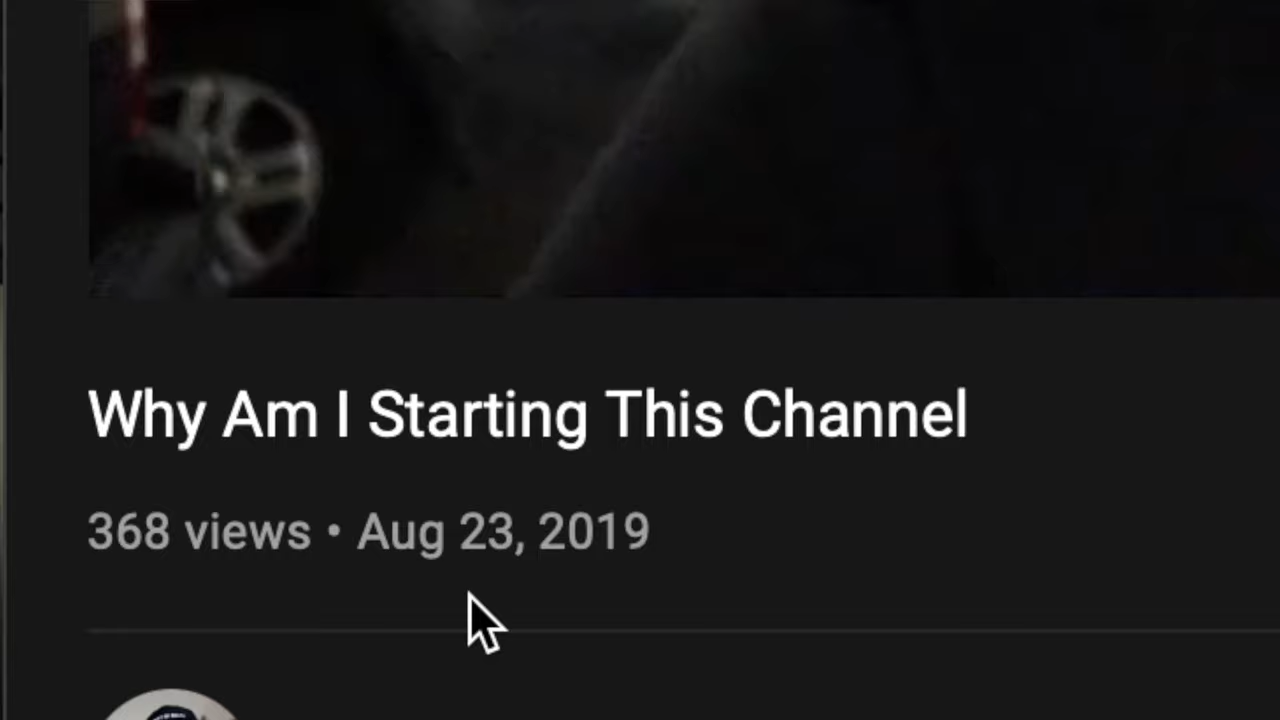 Why Am I Starting This Channel
368 views • Aug 23, 2019